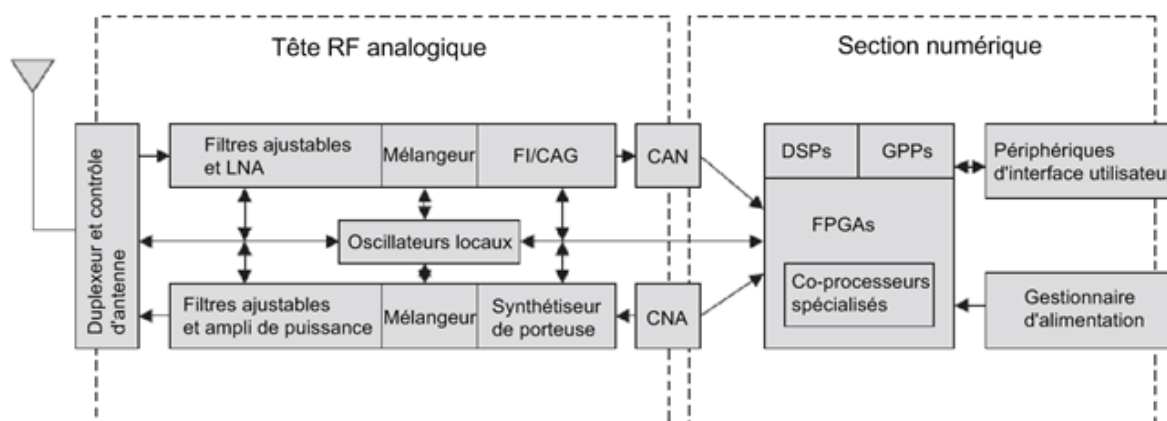 Tête RF analogique
Section numérique
Duplexeur et contrôle
d'antenne
Filtres ajustables
et LNA
Mélangeur
FI/CAG
CAN
DSPs
GPPs
Périphériques
d'interface utilisateur
Oscillateurs locaux
FPGAs
Filtres ajustables
et ampli de puissance
Mélangeur
Synthétiseur
de porteuse
CNA
Co-processeurs
spécialisés
Gestionnaire
d'alimentation